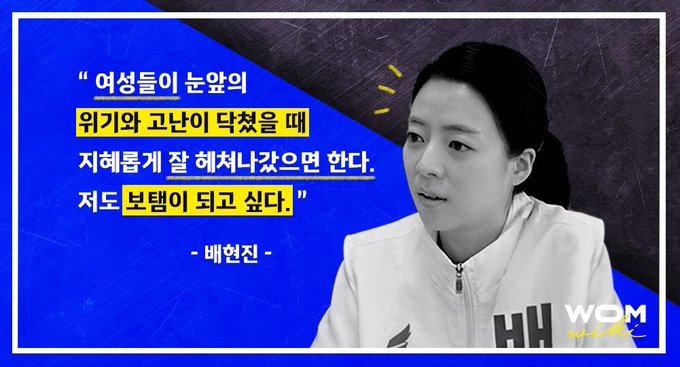 “ 여성들이 눈앞의
위기와 고난이 닥쳤을 때
지혜롭게 잘 헤쳐나갔으면 한다.
저도 보탬이 되고 싶다. ”
- 배현진 -
배
WOM
wiki